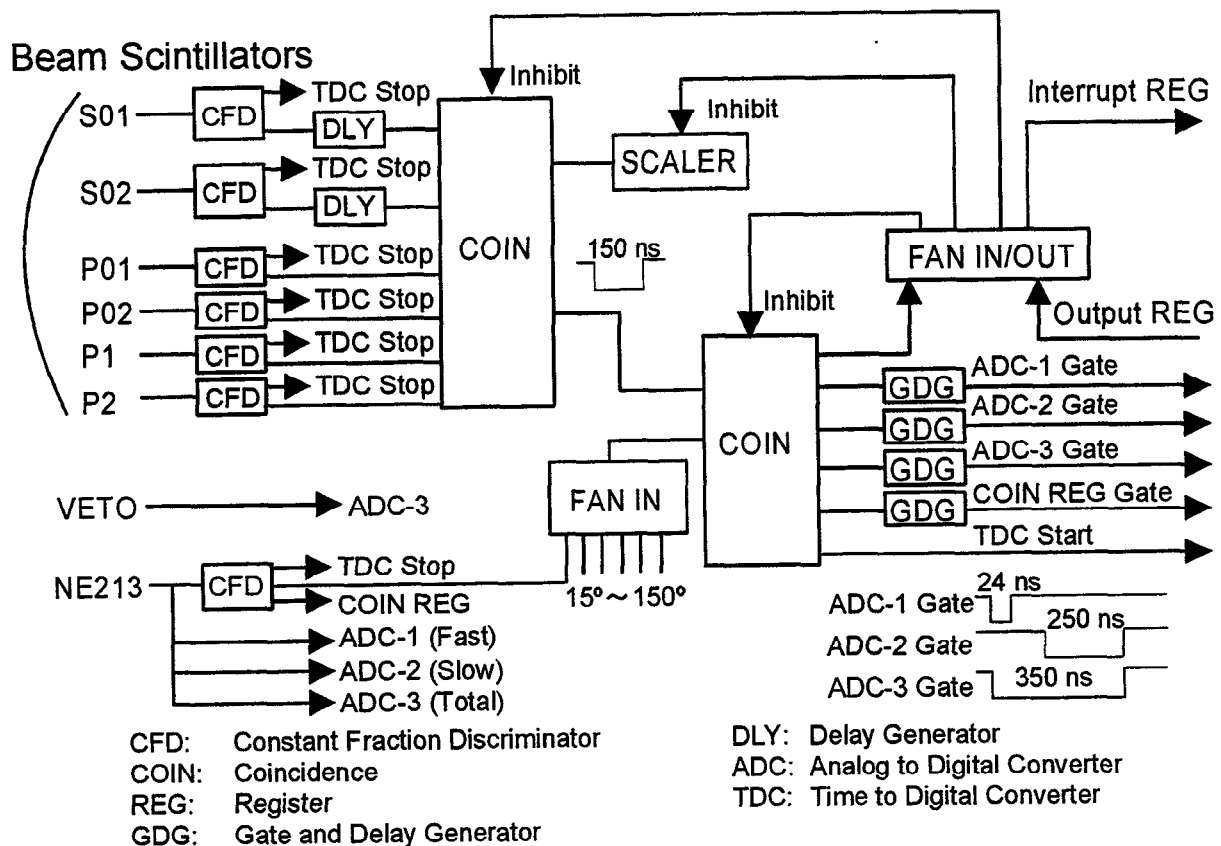 Beam Scintillators
S01
CFD
TDC Stop
DLY
S02
CFD
TDC Stop
DLY
P01
CFD
TDC Stop
P02
CFD
TDC Stop
P1
CFD
TDC Stop
P2
CFD
TDC Stop
COIN
Inhibit
SCALER
Inhibit
150 ns
Interrupt REG
FAN IN/OUT
Output REG
Inhibit
COIN
GDG
ADC-1 Gate
GDG
ADC-2 Gate
GDG
ADC-3 Gate
GDG
COIN REG Gate
TDC Start
FAN IN
15º～150º
VETO
ADC-3
NE213
CFD
TDC Stop
COIN REG
ADC-1 (Fast)
ADC-2 (Slow)
ADC-3 (Total)
24 ns
ADC-1 Gate
250 ns
ADC-2 Gate
350 ns
ADC-3 Gate
CFD: Constant Fraction Discriminator
COIN: Coincidence
REG: Register
GDG: Gate and Delay Generator
DLY: Delay Generator
ADC: Analog to Digital Converter
TDC: Time to Digital Converter